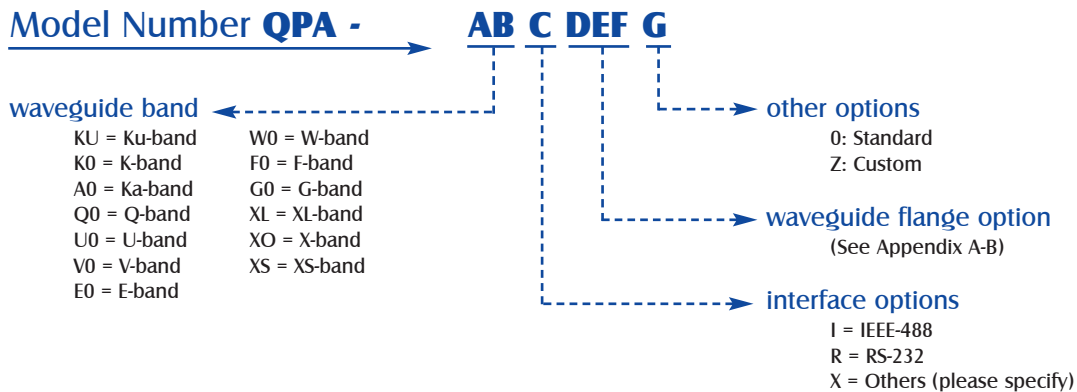 Model Number QPA - AB C DEF G
waveguide band
KU = Ku-band
K0 = K-band
A0 = Ka-band
Q0 = Q-band
U0 = U-band
V0 = V-band
E0 = E-band
W0 = W-band
F0 = F-band
G0 = G-band
XL = XL-band
XO = X-band
XS = XS-band
other options
0: Standard
Z: Custom
waveguide flange option
(See Appendix A-B)
interface options
I = IEEE-488
R = RS-232
X = Others (please specify)